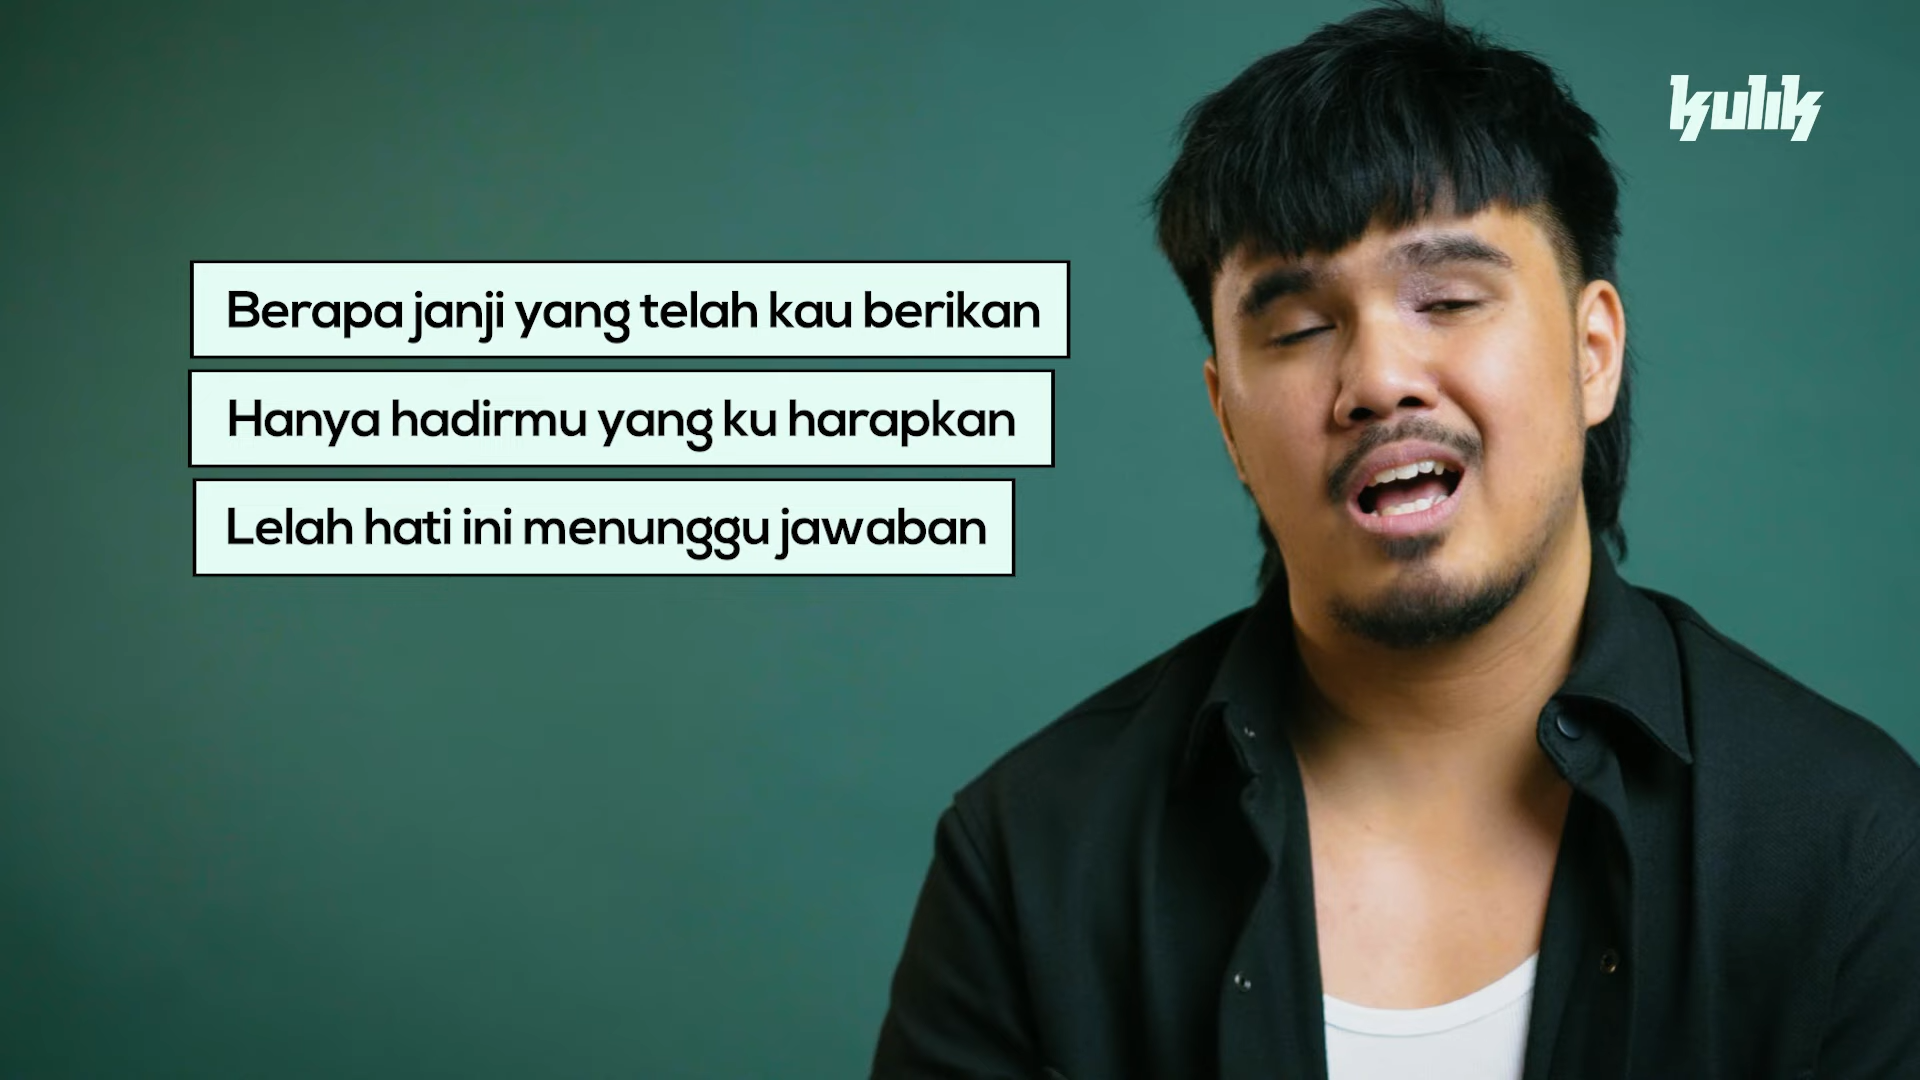 kulik
Berapa janji yang telah kau berikan
Hanya hadirmu yang ku harapkan
Lelah hati ini menunggu jawaban